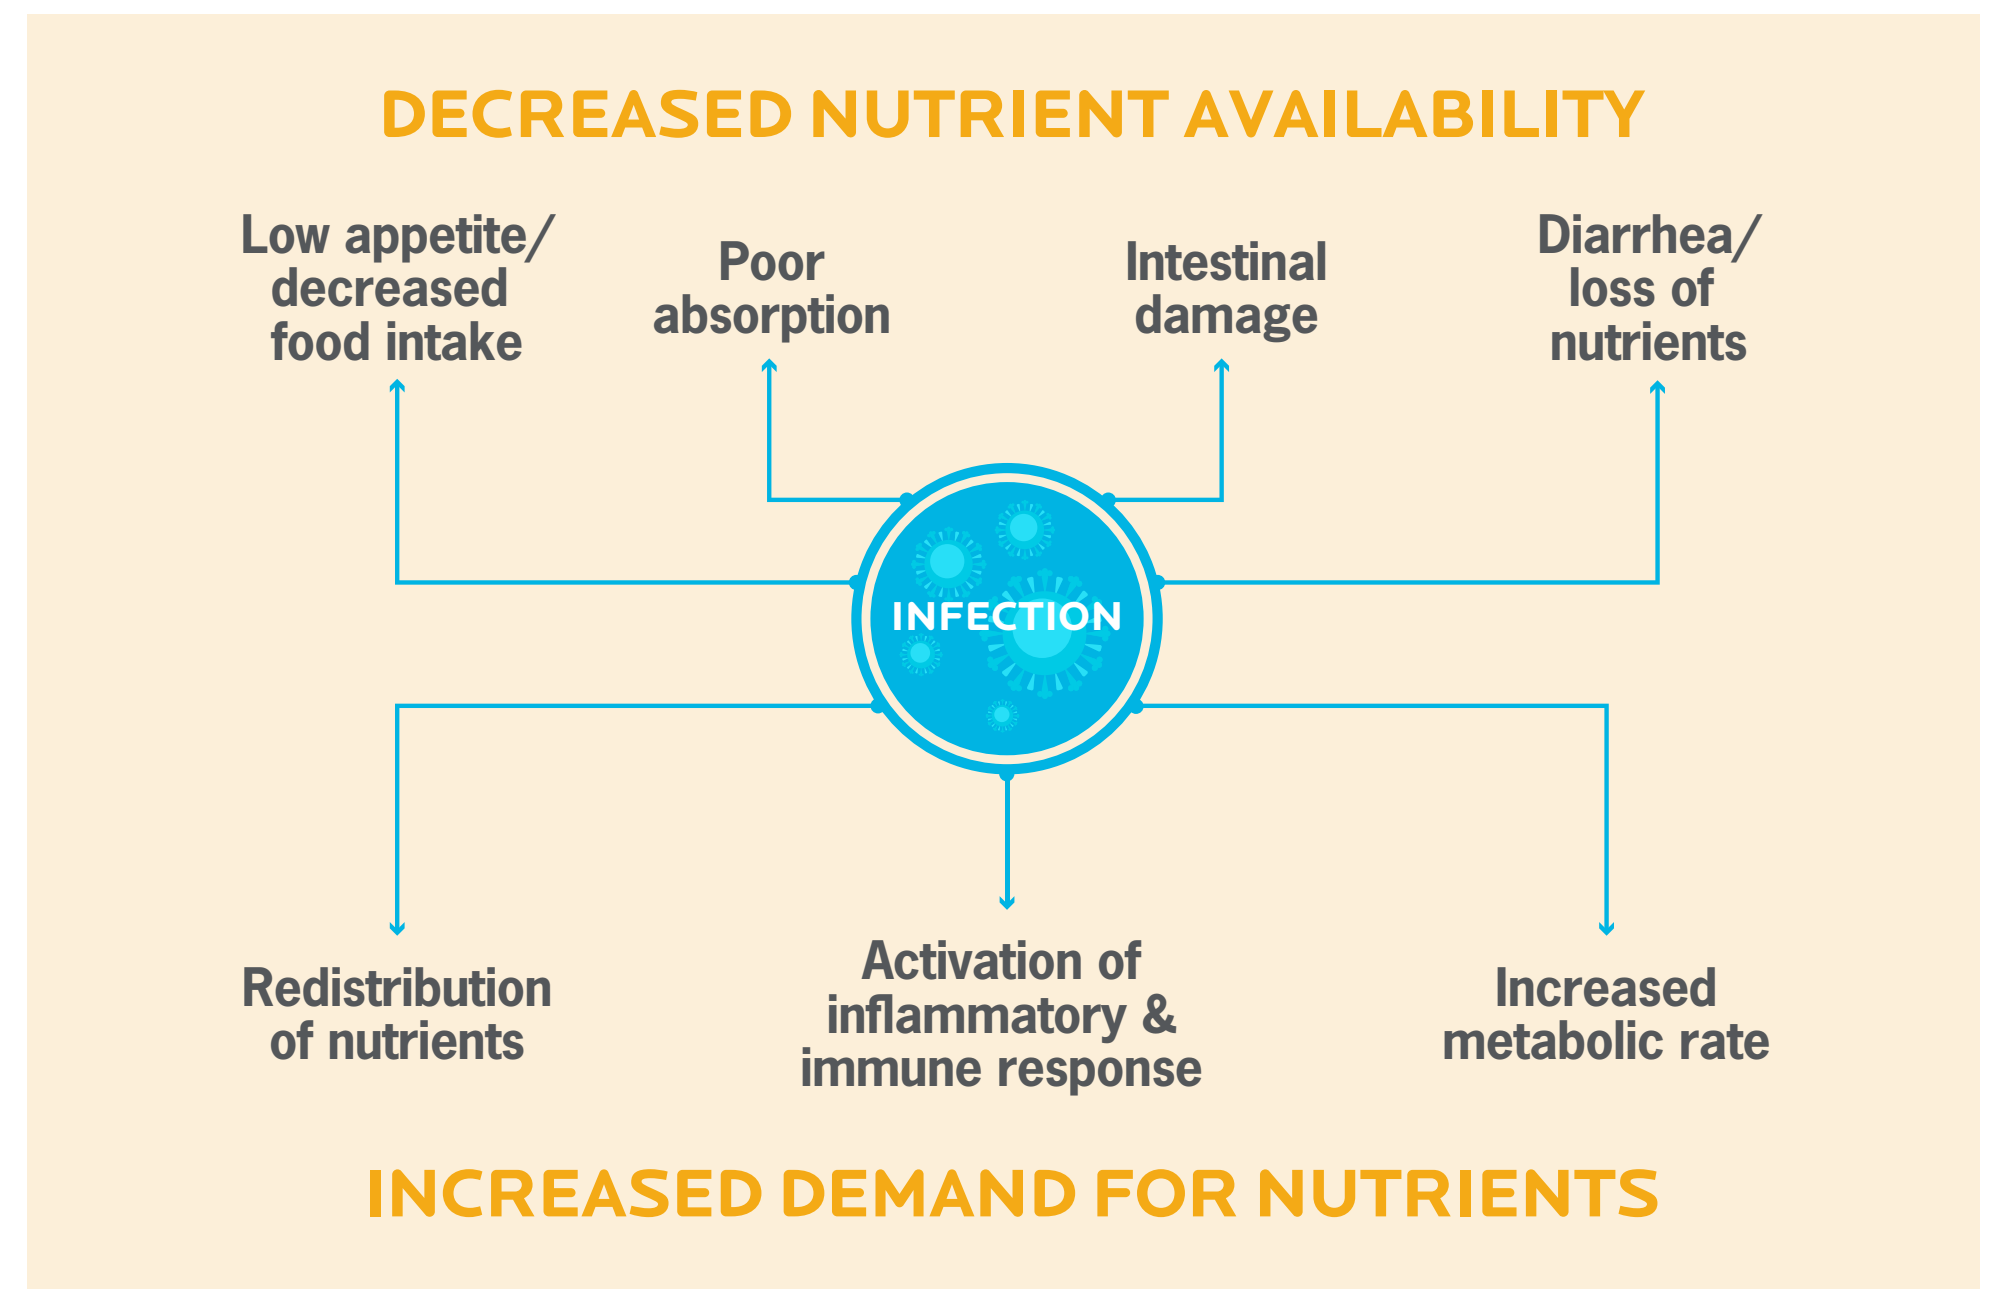 DECREASED NUTRIENT AVAILABILITY
Low appetite/
decreased
food intake
Poor
absorption
Intestinal
damage
Diarrhea/
loss of
nutrients
INFECTION
Redistribution
of nutrients
Activation of
inflammatory &
immune response
Increased
metabolic rate
INCREASED DEMAND FOR NUTRIENTS